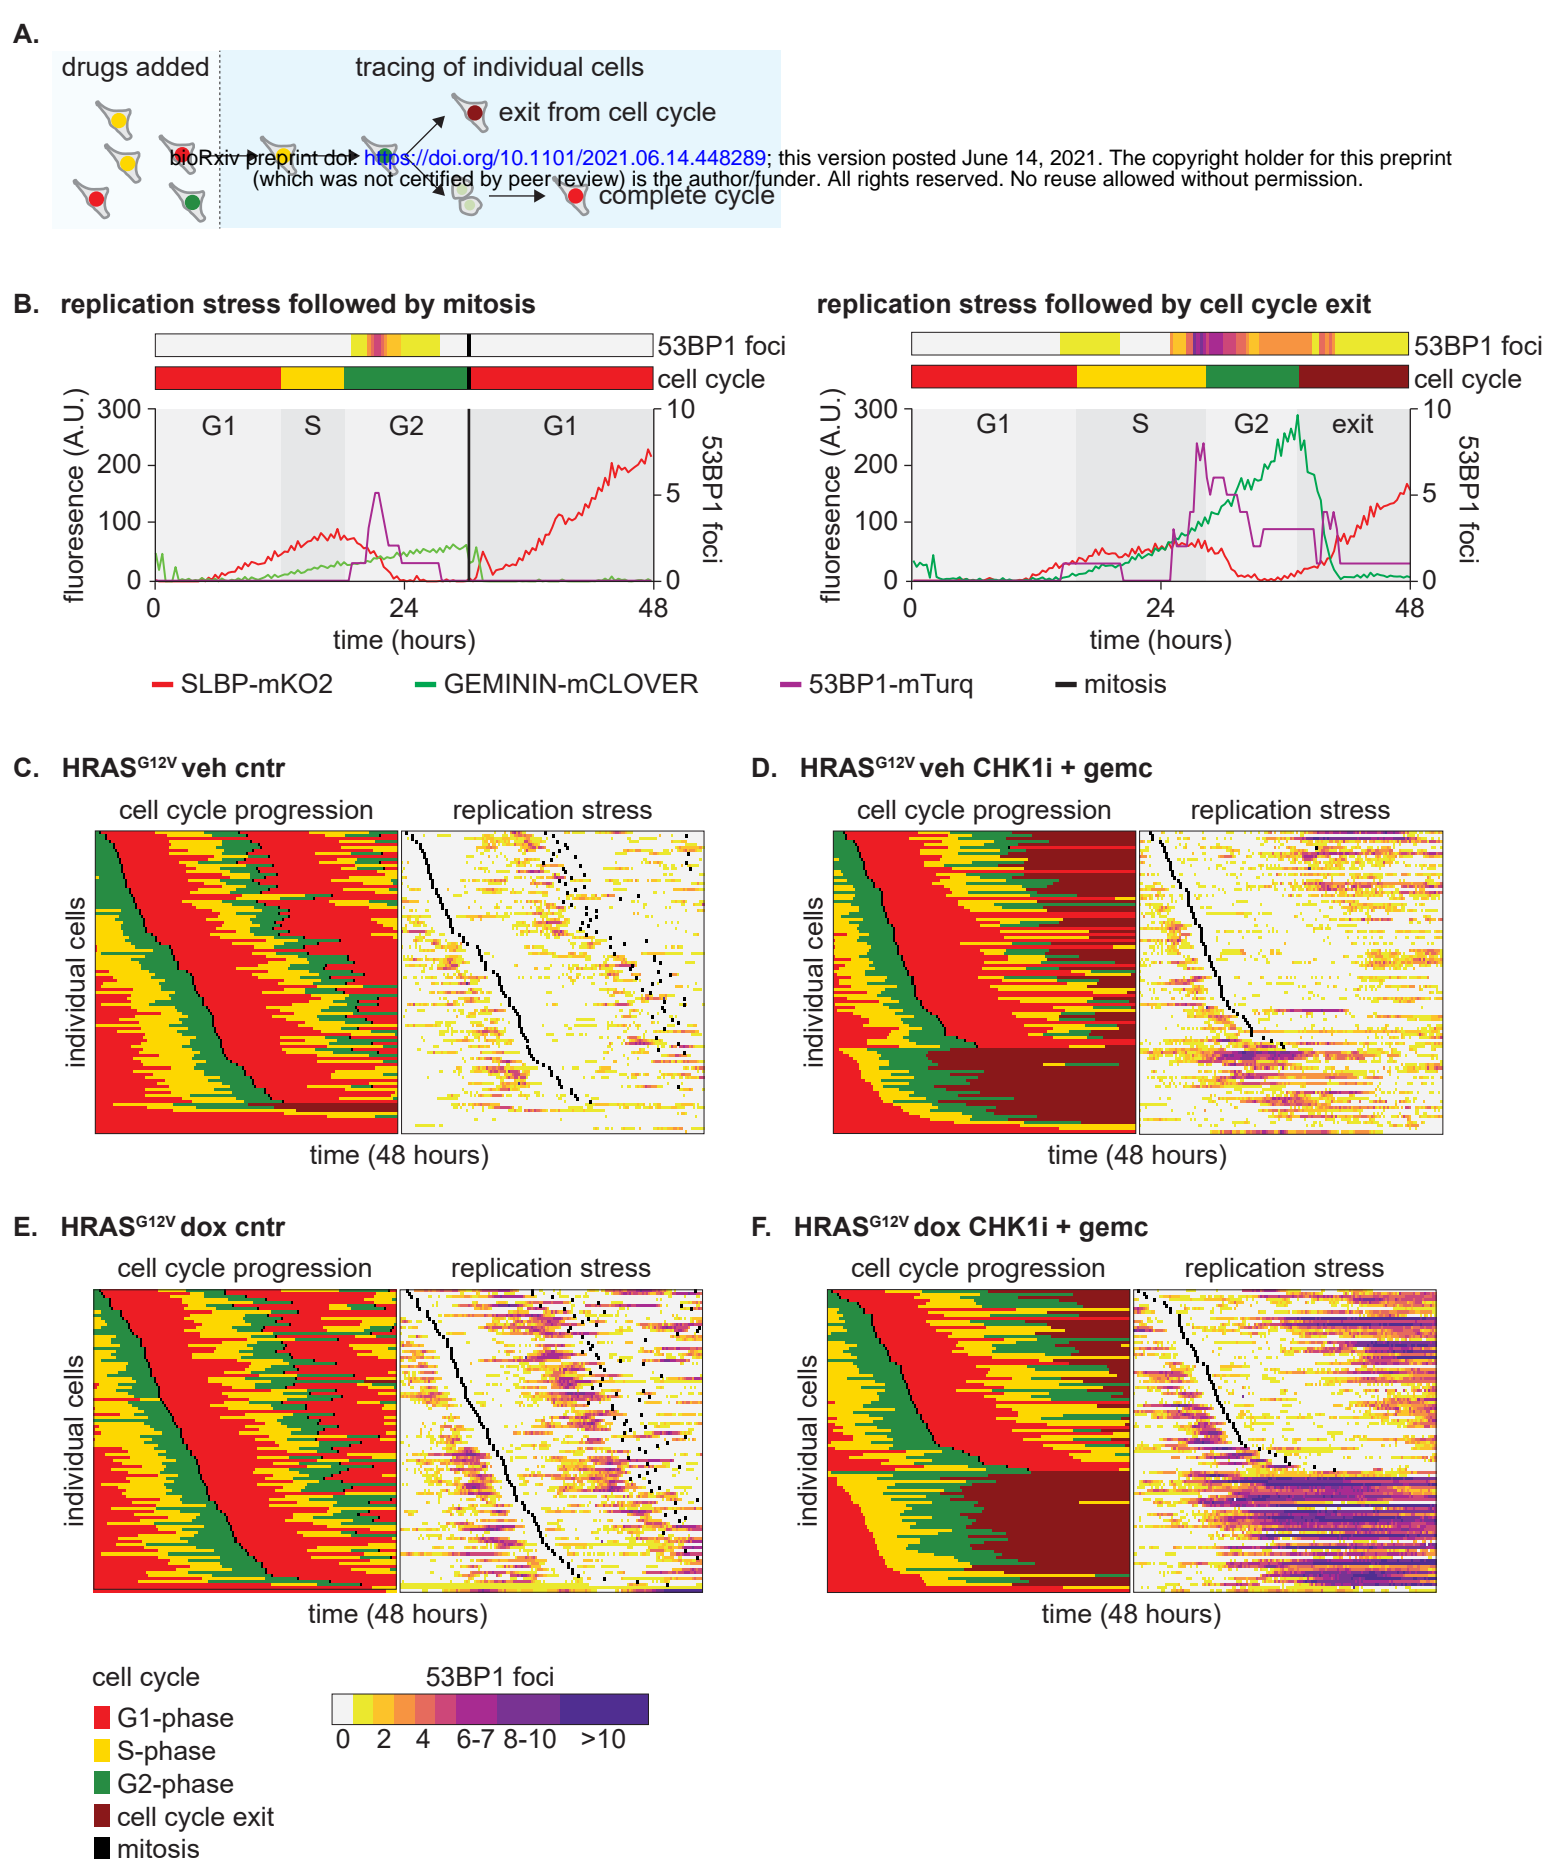 A.
drugs added
tracing of individual cells
exit from cell cycle
bioRxiv preprint doi: https://doi.org/10.1101/2021.06.14.448289; this version posted June 14, 2021. The copyright holder for this preprint
(which was not certified by peer review) is the author/funder. All rights reserved. No reuse allowed without permission.
complete cycle
B. replication stress followed by mitosis
replication stress followed by cell cycle exit
53BP1 foci
cell cycle
fluoresence (A.U.)
300
200
100
0
G1
S
G2
G1
10
5
0
53BP1 foci
0
24
48
time (hours)
53BP1 foci
cell cycle
fluoresence (A.U.)
300
200
100
0
G1
S
G2
exit
10
5
0
53BP1 foci
0
24
48
time (hours)
SLBP-mKO2
GEMININ-mCLOVER
53BP1-mTurq
mitosis
C. HRASG12V veh cntr
cell cycle progression
replication stress
individual cells
time (48 hours)
D. HRASG12V veh CHK1i + gemc
cell cycle progression
replication stress
individual cells
time (48 hours)
E. HRASG12V dox cntr
cell cycle progression
replication stress
individual cells
time (48 hours)
F. HRASG12V dox CHK1i + gemc
cell cycle progression
replication stress
individual cells
time (48 hours)
cell cycle
G1-phase
S-phase
G2-phase
cell cycle exit
mitosis
53BP1 foci
0 2 4 6-7 8-10 >10